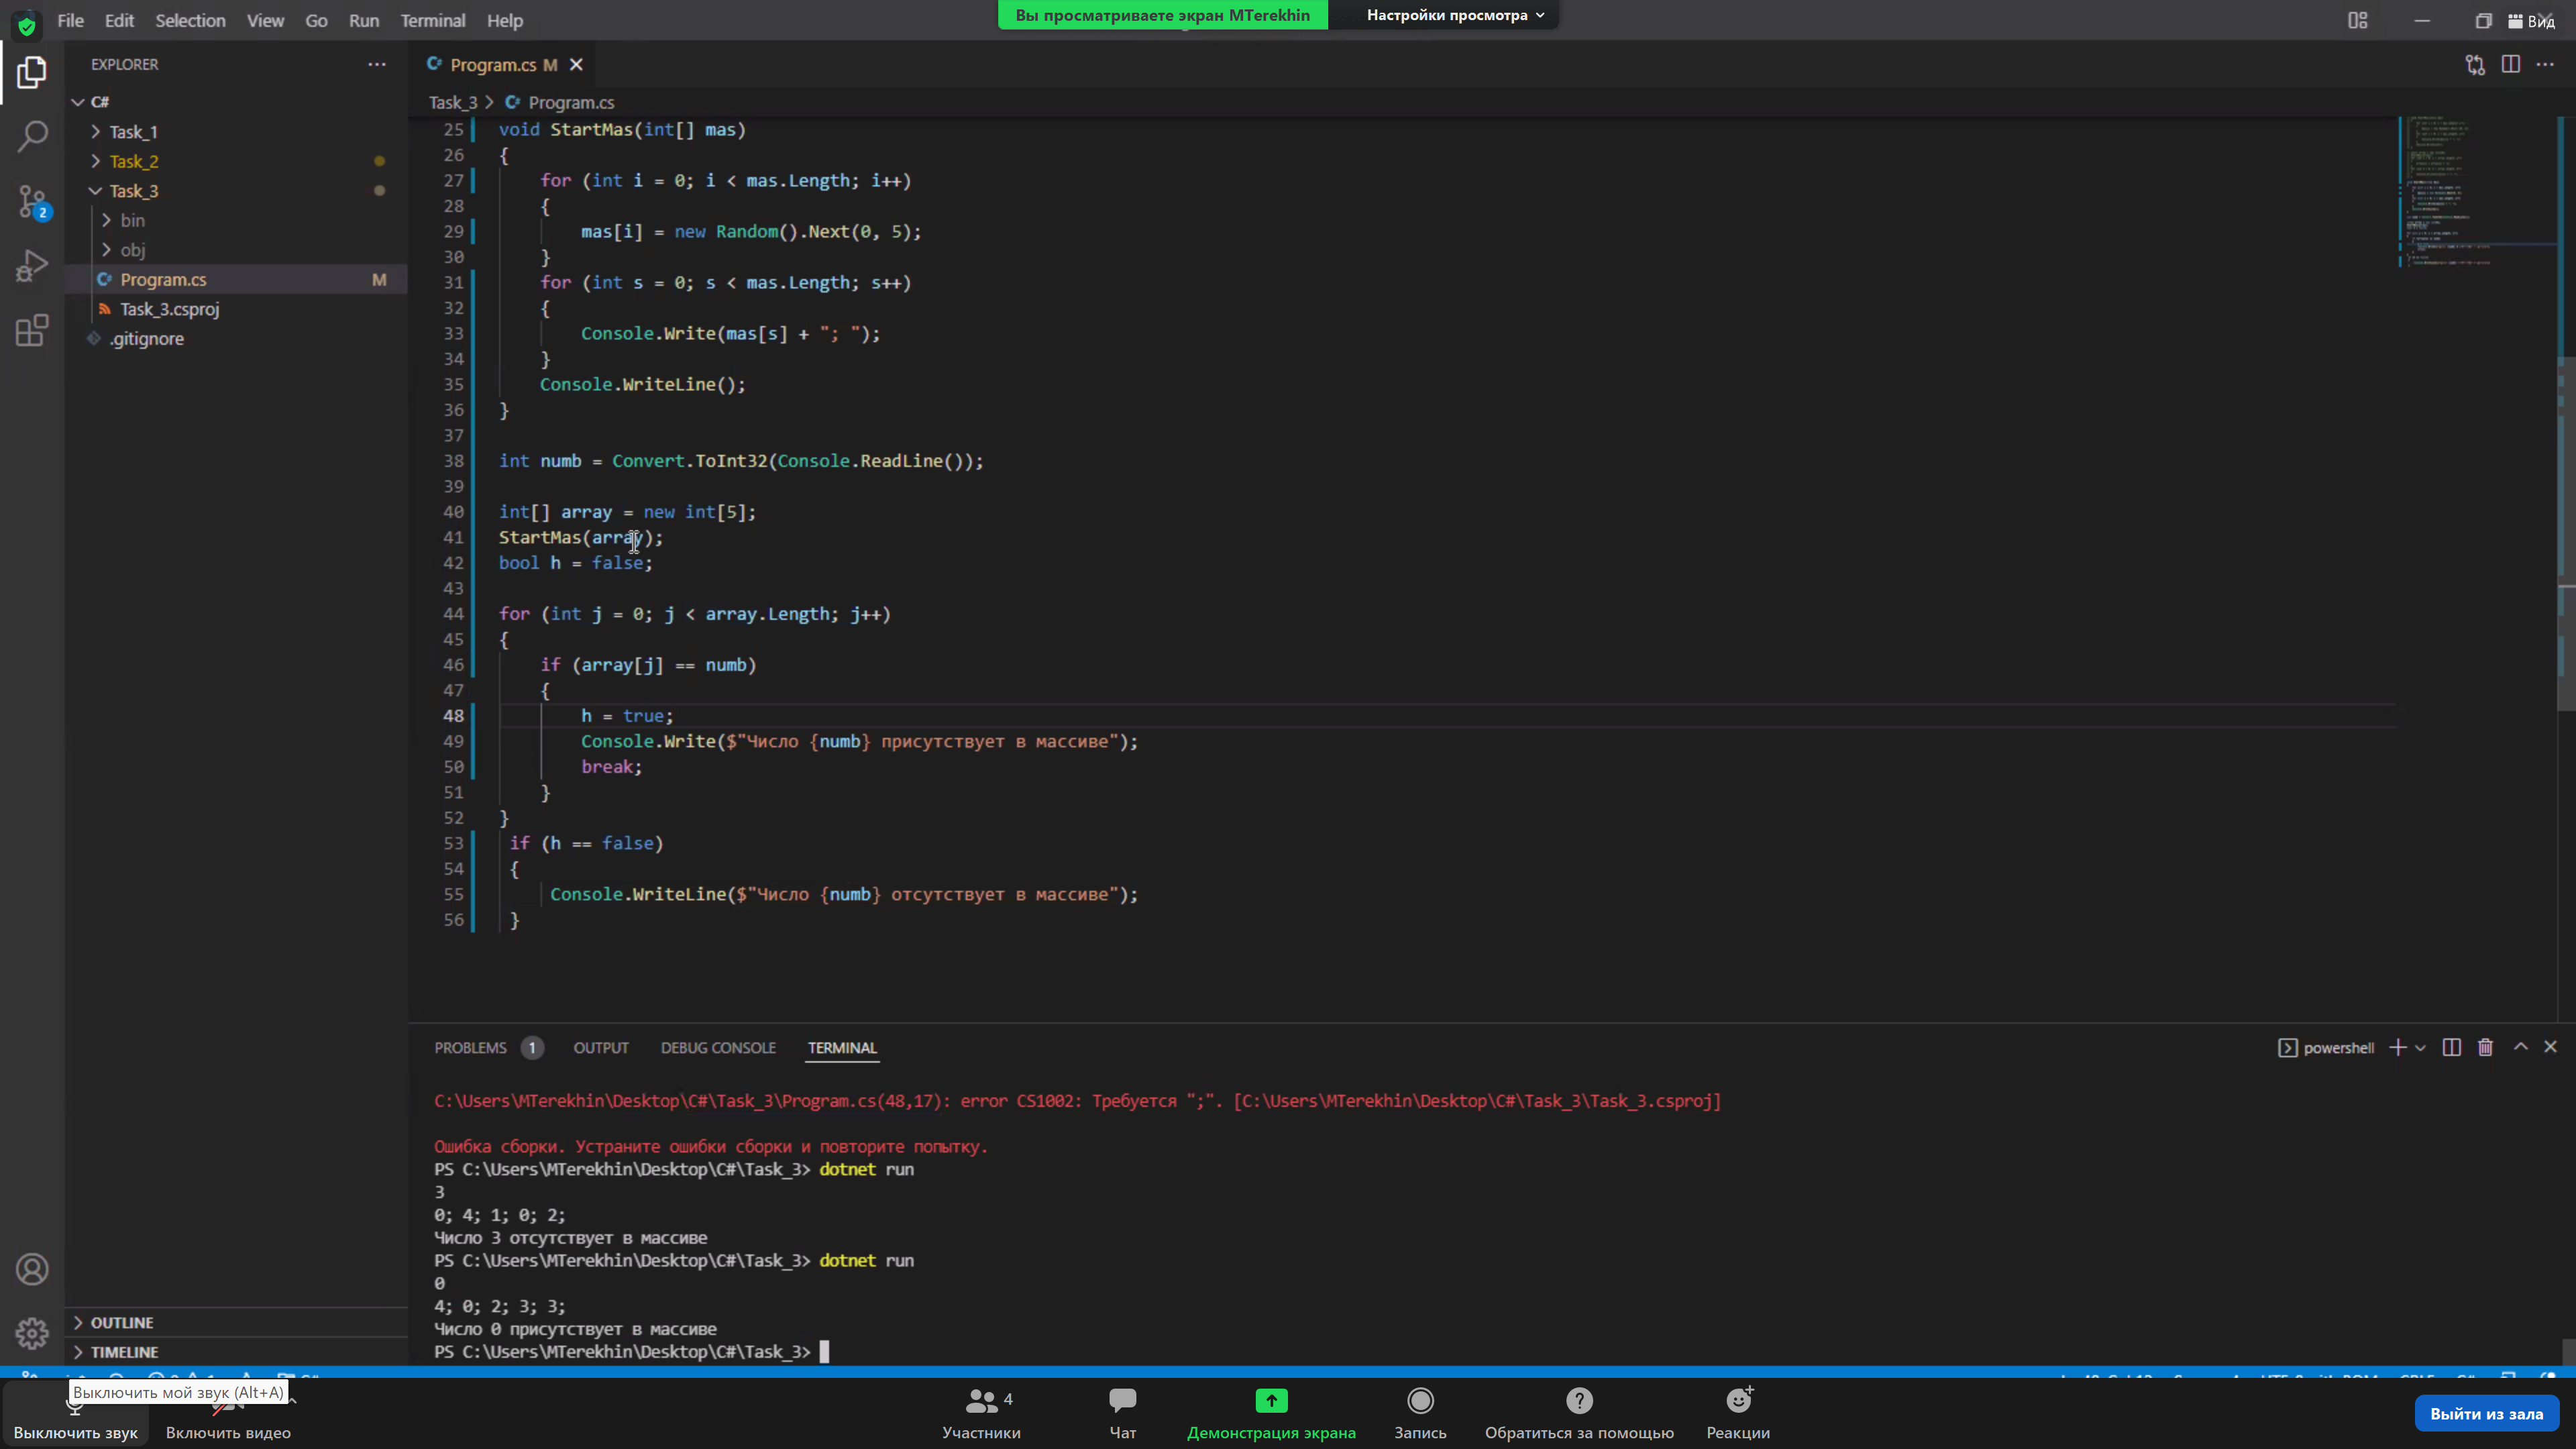 File Edit Selection View Go Run Terminal Help
Вы просматриваете экран MTerekhin
Настройки просмотра
Вид
EXPLORER
C#
Task_1
Task_2
Task_3
bin
obj
Program.cs M
Task_3.csproj
.gitignore
OUTLINE
TIMELINE
Program.cs M
Task_3 > Program.cs
25 void StartMas(int[] mas)
26 {
27 for (int i = 0; i < mas.Length; i++)
28 {
29 mas[i] = new Random().Next(0, 5);
30 }
31 for (int s = 0; s < mas.Length; s++)
32 {
33 Console.Write(mas[s] + "; ");
34 }
35 Console.WriteLine();
36 }
37
38 int numb = Convert.ToInt32(Console.ReadLine());
39
40 int[] array = new int[5];
41 StartMas(array);
42 bool h = false;
43
44 for (int j = 0; j < array.Length; j++)
45 {
46 if (array[j] == numb)
47 {
48 h = true;
49 Console.Write($"Число {numb} присутствует в массиве");
50 break;
51 }
52 }
53 if (h == false)
54 {
55 Console.WriteLine($"Число {numb} отсутствует в массиве");
56 }
PROBLEMS 1 OUTPUT DEBUG CONSOLE TERMINAL
powershell
C:\Users\MTerekhin\Desktop\C#\Task_3\Program.cs(48,17): error CS1002: Требуется ";". [C:\Users\MTerekhin\Desktop\C#\Task_3\Task_3.csproj]
Ошибка сборки. Устраните ошибки сборки и повторите попытку.
PS C:\Users\MTerekhin\Desktop\C#\Task_3> dotnet run
3
0; 4; 1; 0; 2;
Число 3 отсутствует в массиве
PS C:\Users\MTerekhin\Desktop\C#\Task_3> dotnet run
0
4; 0; 2; 3; 3;
Число 0 присутствует в массиве
PS C:\Users\MTerekhin\Desktop\C#\Task_3>
Выключить мой звук (Alt+A)
Выключить звук
Включить видео
4
Участники
Чат
Демонстрация экрана
Запись
Обратиться за помощью
Реакции
Выйти из зала
2